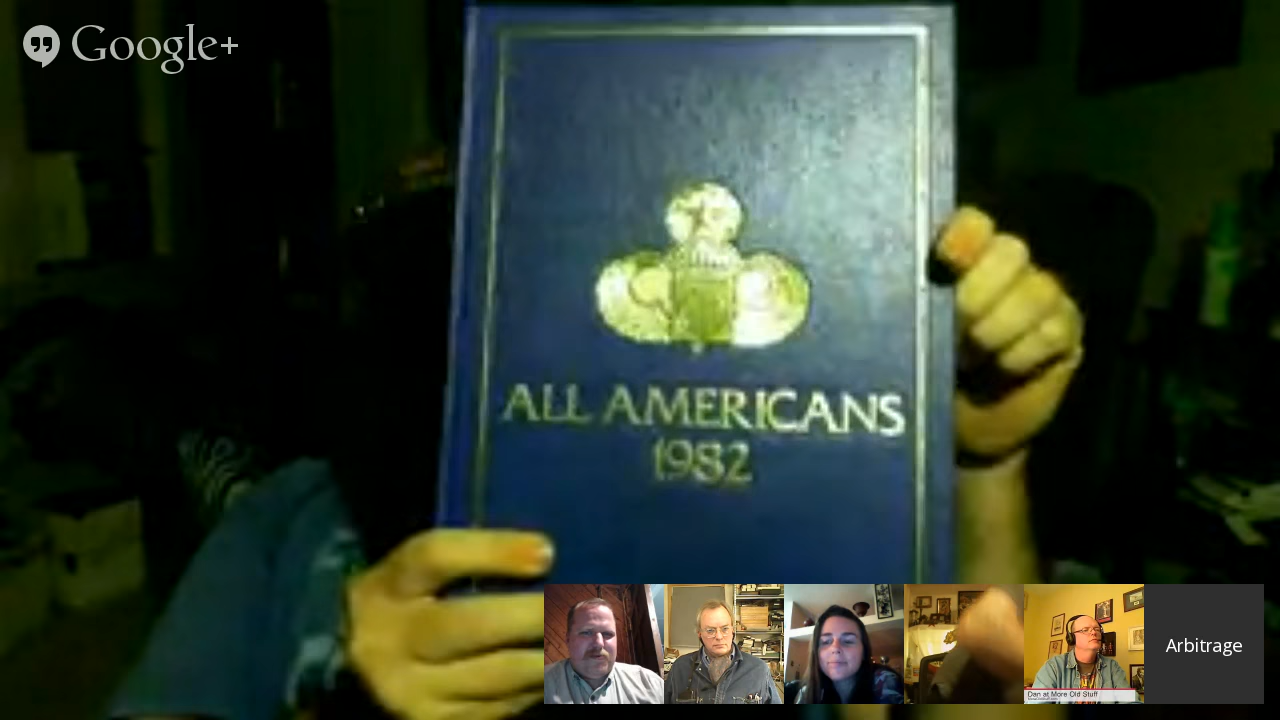 Google+
ALL AMERICANS
1982
Dan at More Old Stuff
Arbitrage